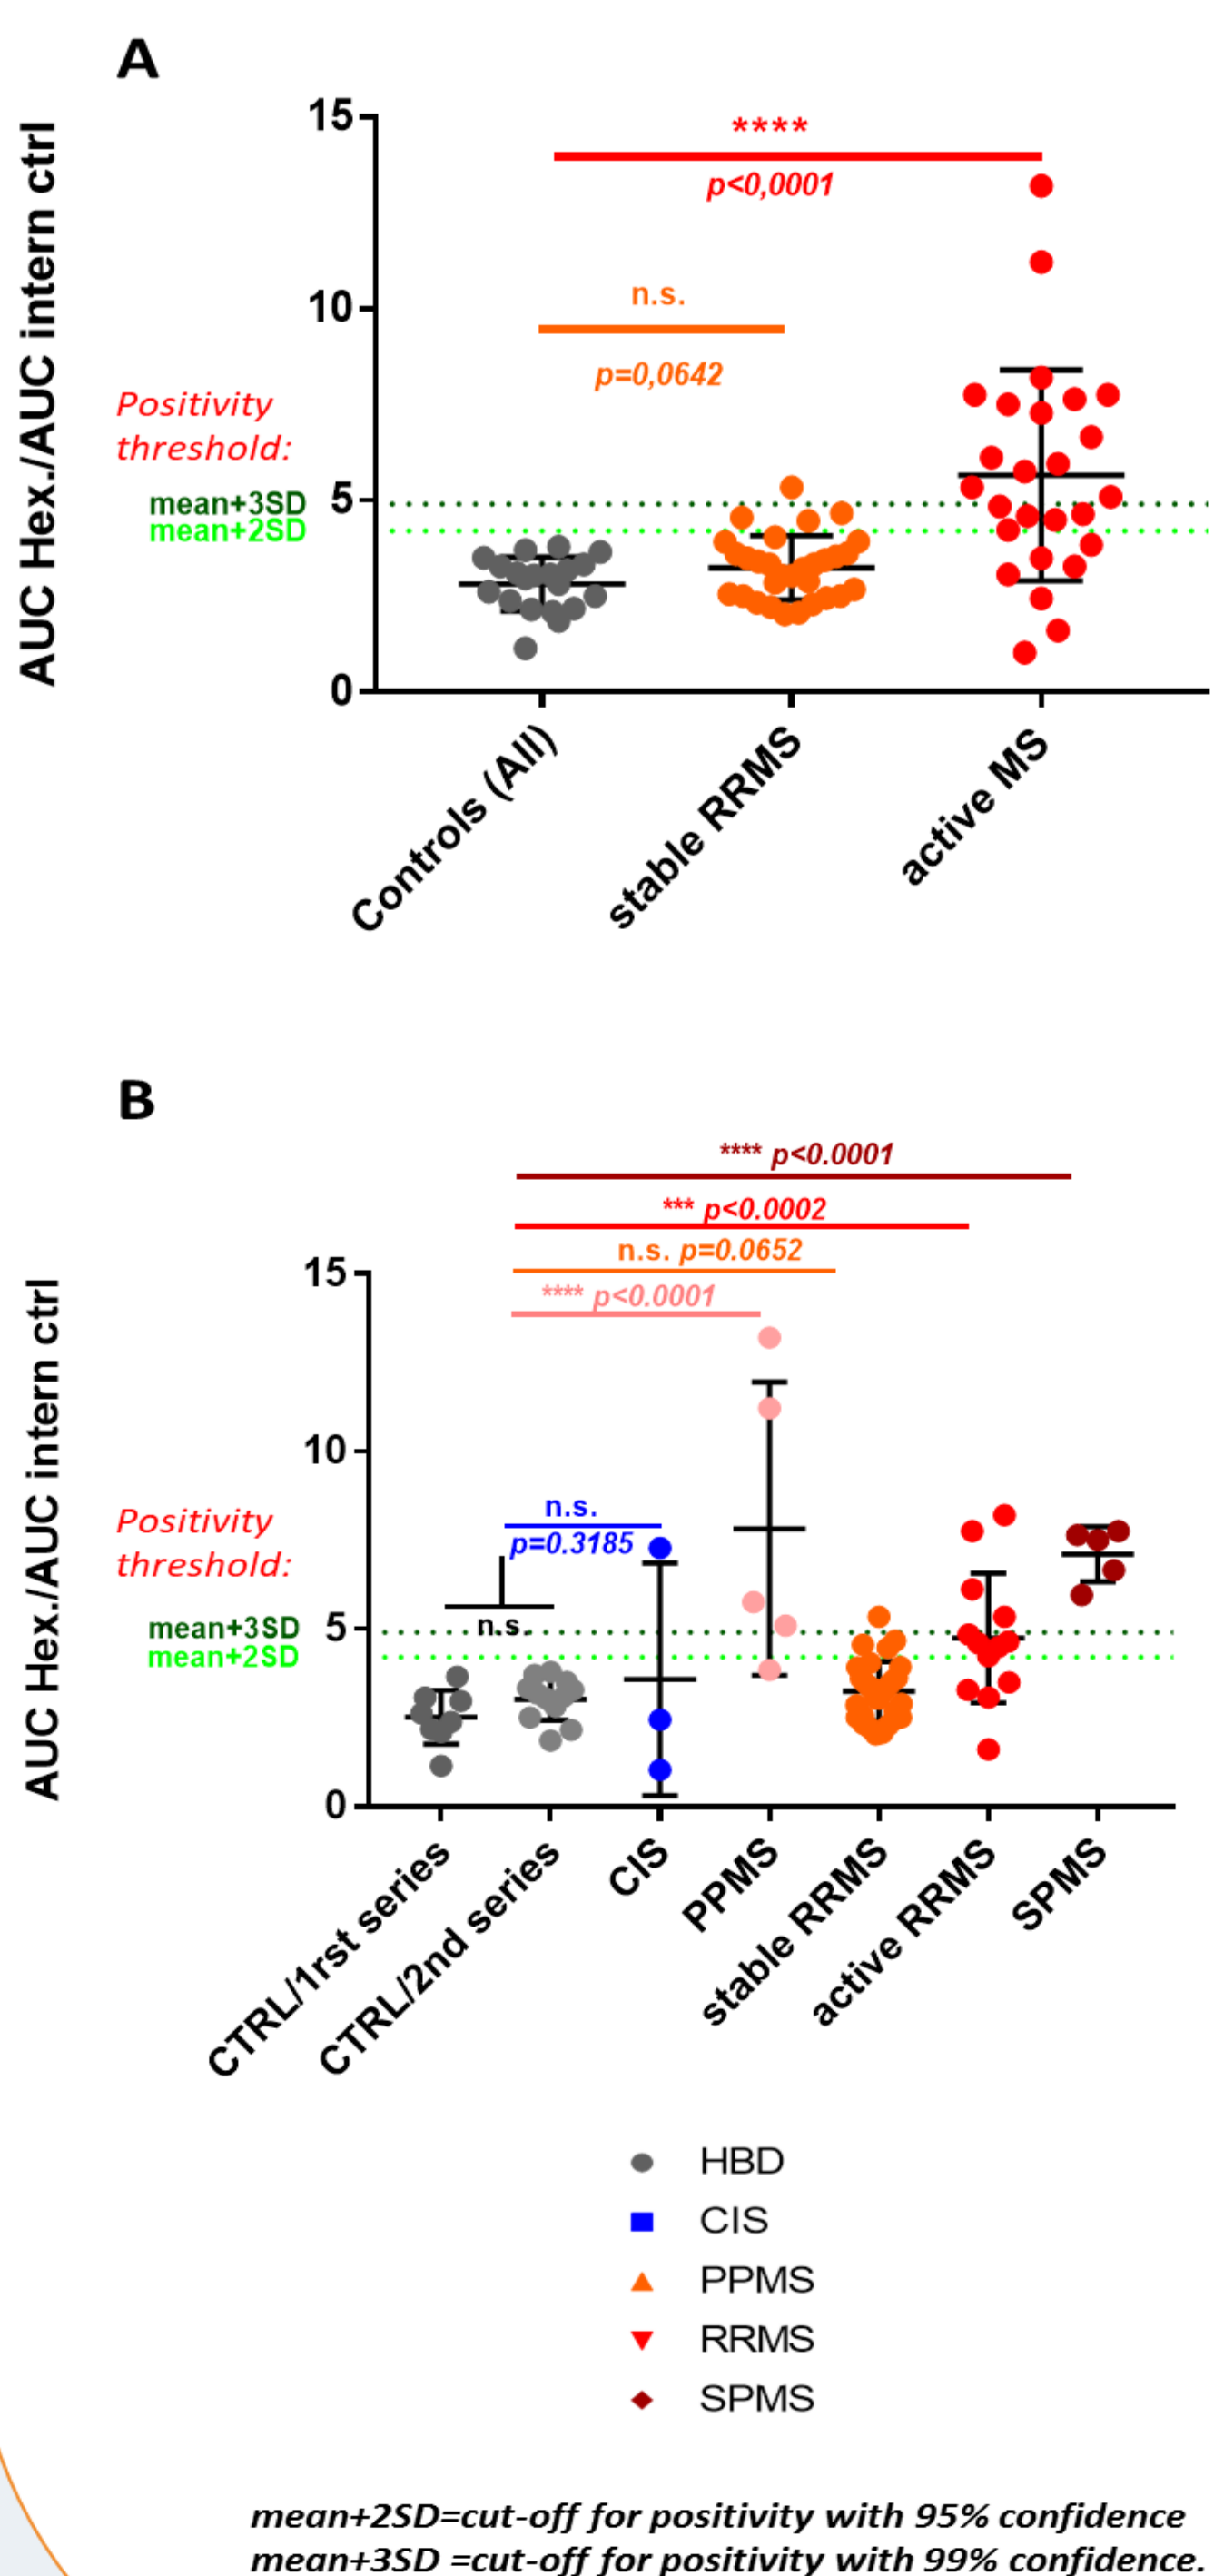 A
AUC Hex./AUC intern ctrl
15
****
p<0,0001
10
n.s.
p=0,0642
Positivity
threshold:
mean+3SD
5
mean+2SD
0
Controls (All)
stable RRMS
active MS
B
AUC Hex./AUC intern ctrl
**** p<0.0001
*** p<0.0002
n.s. p=0.0652
15
**** p<0.0001
10
n.s.
p=0.3185
Positivity
threshold:
mean+3SD
5
n.s.
mean+2SD
0
CTRL/1rst series
CTRL/2nd series
CIS
PPMS
stable RRMS
active RRMS
SPMS
HBD
CIS
PPMS
RRMS
SPMS
mean+2SD=cut-off for positivity with 95% confidence
mean+3SD =cut-off for positivity with 99% confidence.